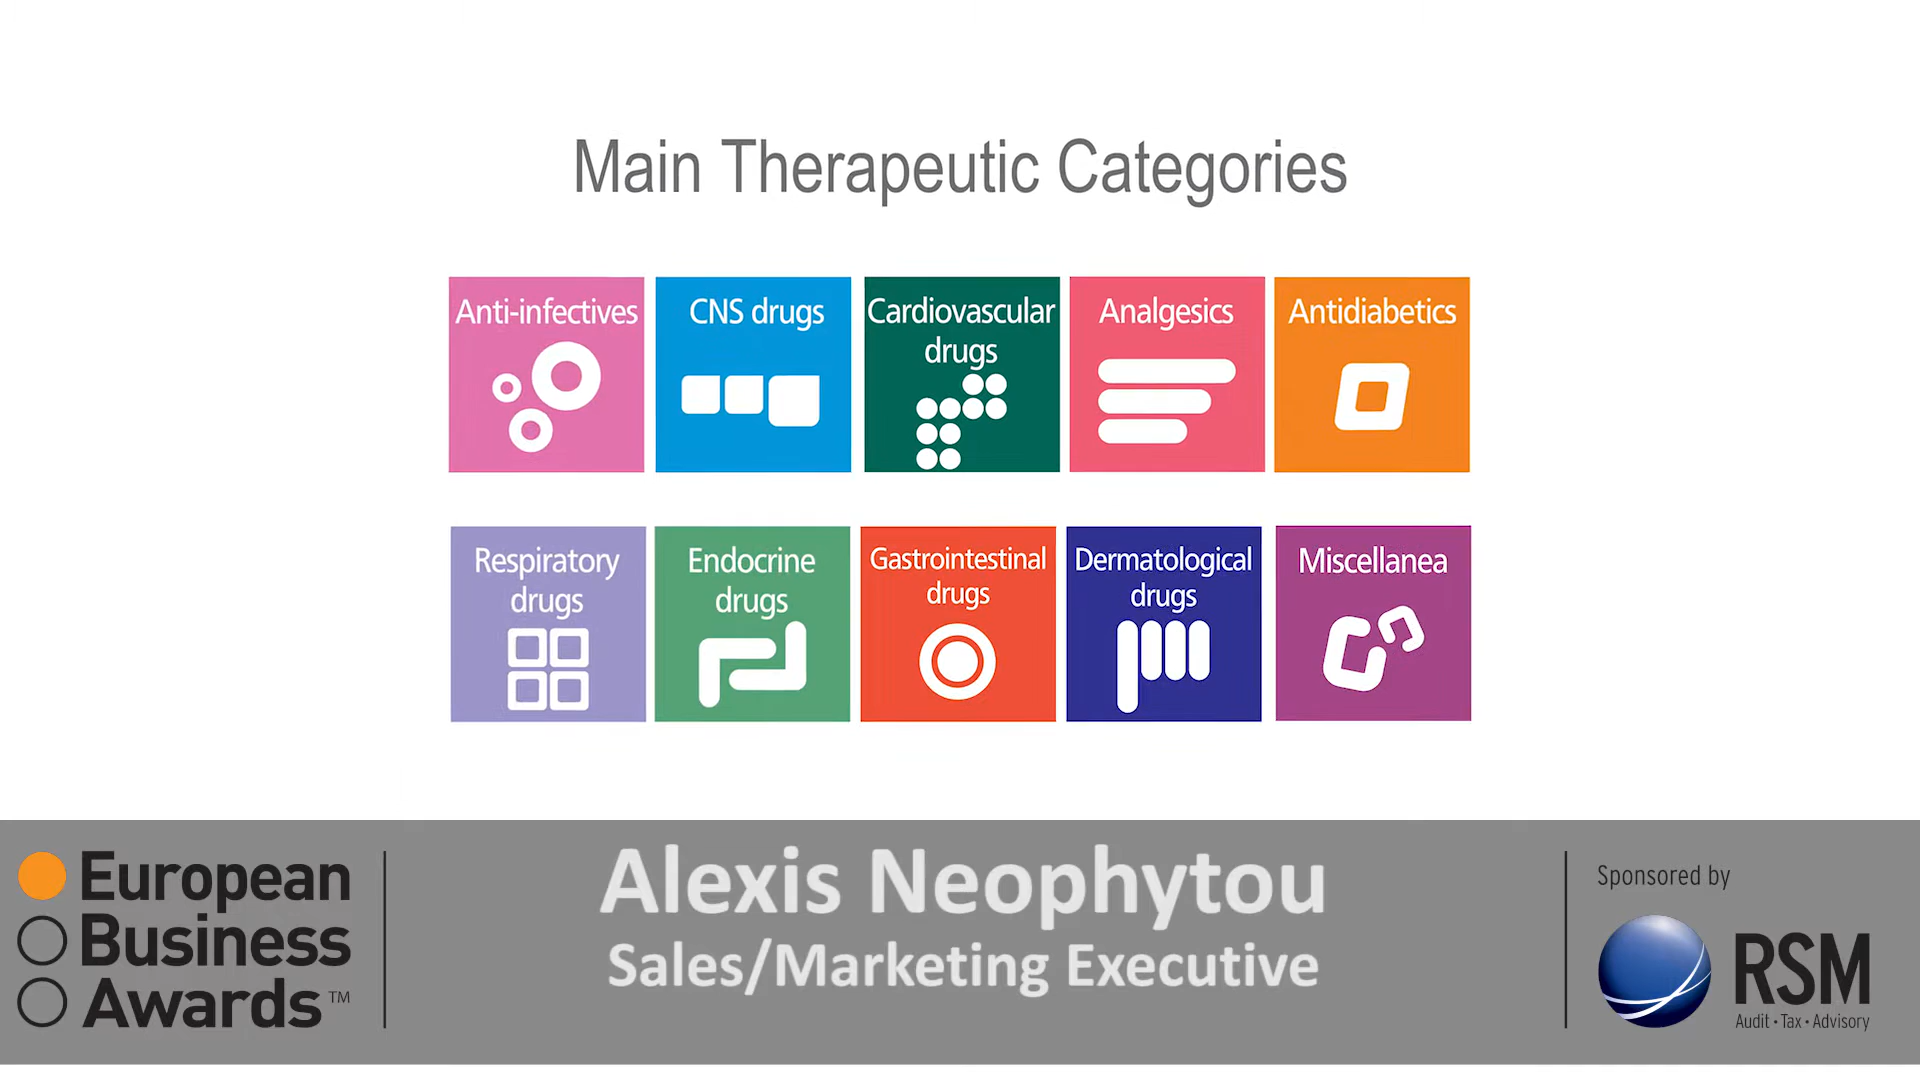 Main Therapeutic Categories
Anti-infectives
CNS drugs
Cardiovascular
drugs
Analgesics
Antidiabetics
Respiratory
drugs
Endocrine
drugs
Gastrointestinal
drugs
Dermatological
drugs
Miscellanea
European
Business
Awards™
Alexis Neophytou
Sales/Marketing Executive
Sponsored by
RSM
Audit • Tax • Advisory